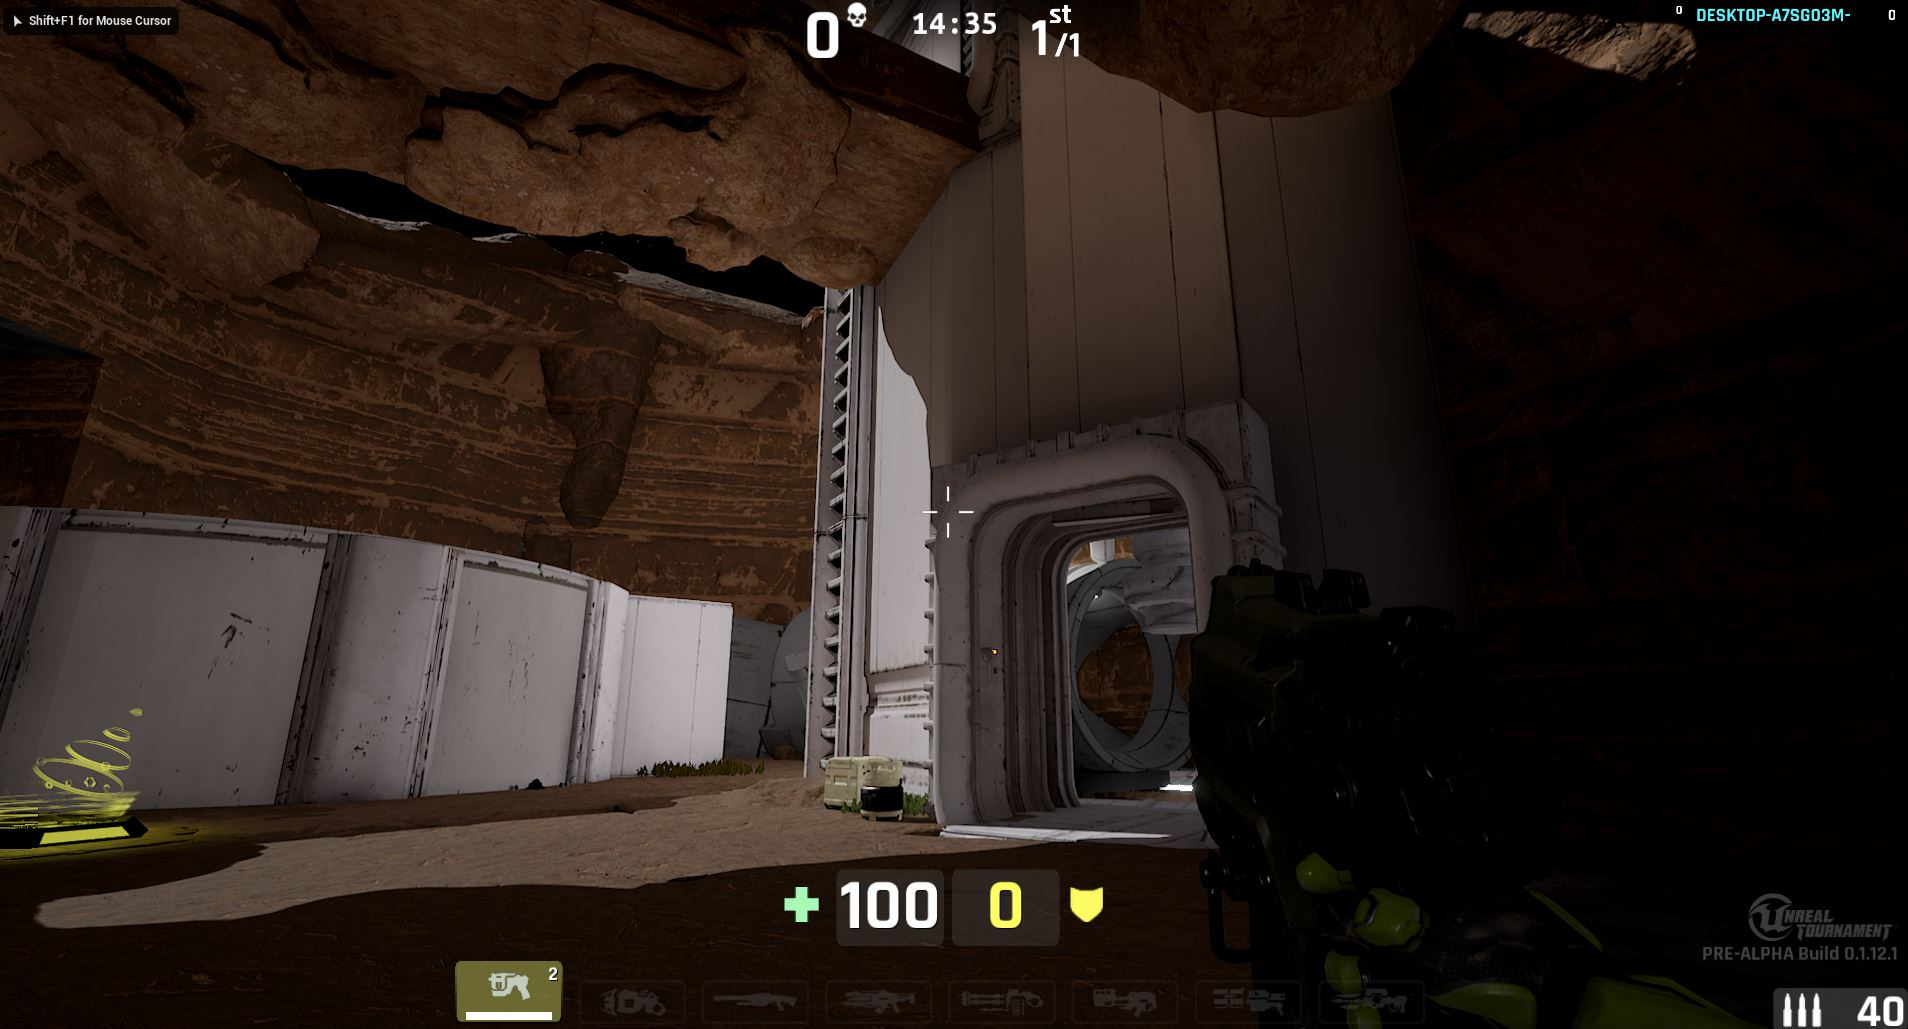 Shift+F1 for Mouse Cursor
0
14:35
1st/1
0 DESKTOP-A7SGO3M- 0
100
0
2
UNREAL
TOURNAMENT
PRE-ALPHA Build 0.1.12.1
40